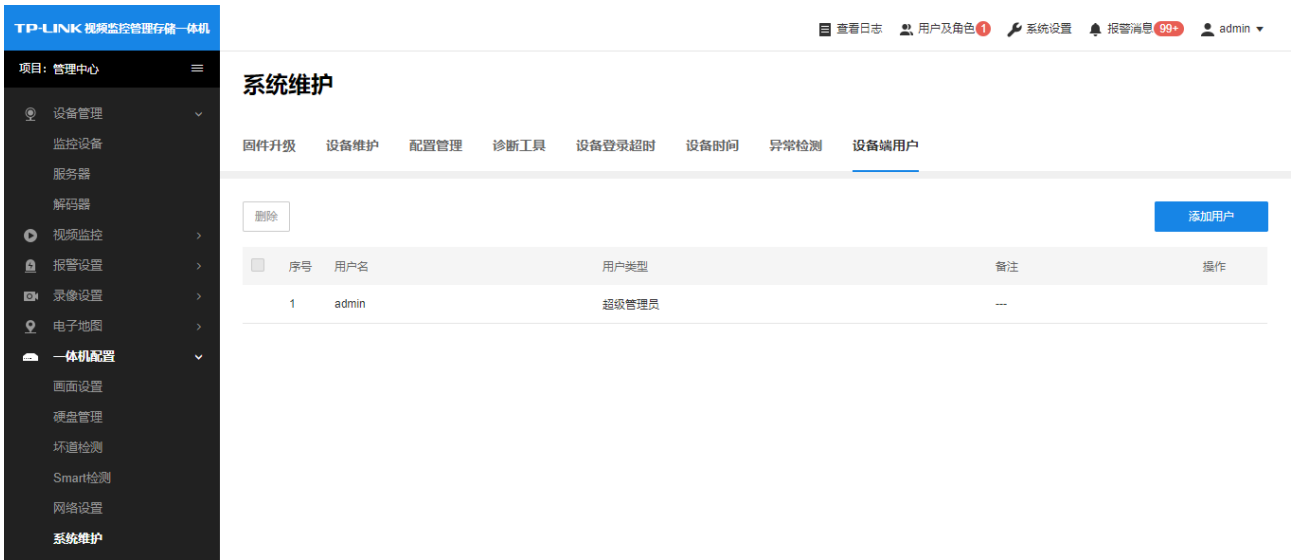 TP-LINK 视频监控管理存储一体机
查看日志 用户及角色 1 系统设置 报警消息 99+ admin
项目：管理中心
系统维护
设备管理
监控设备
服务器
解码器
视频监控
报警设置
录像设置
电子地图
一体机配置
画面设置
硬盘管理
坏道检测
Smart检测
网络设置
系统维护
固件升级 设备维护 配置管理 诊断工具 设备登录超时 设备时间 异常检测 设备端用户
删除 添加用户
序号 用户名 用户类型 备注 操作
1 admin 超级管理员 ---